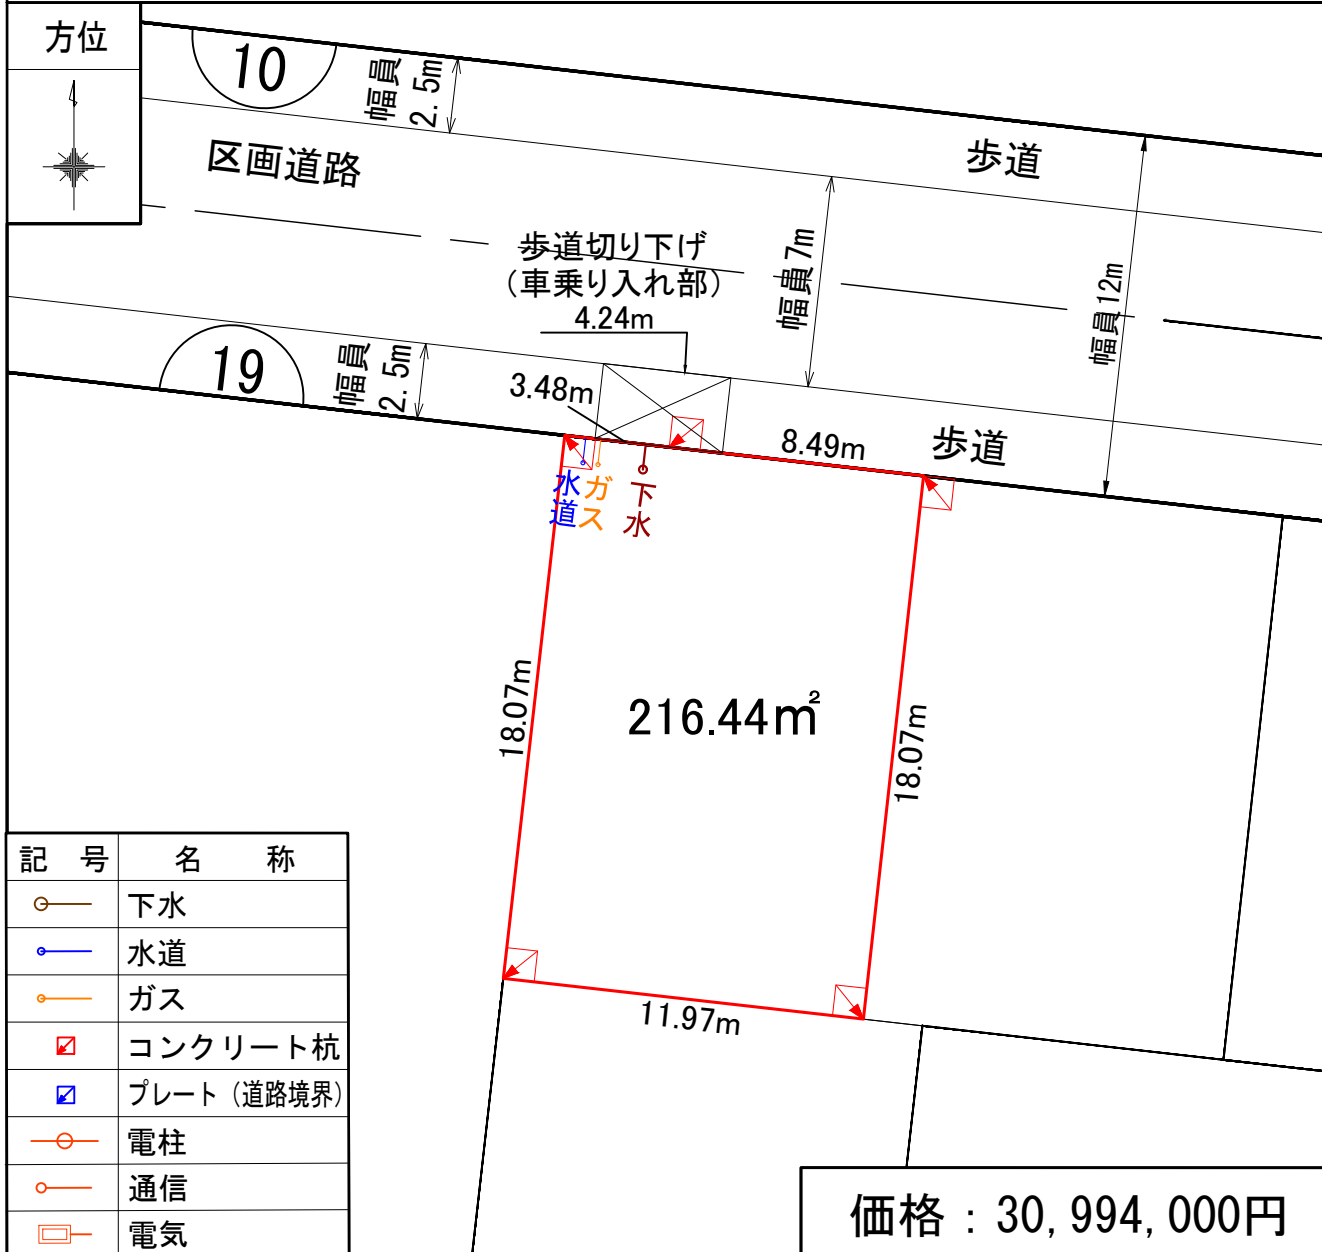 方位
10
幅員
2.5m
区画道路
歩道
歩道切り下げ
（車乗り入れ部）
4.24m
幅員7m
幅員12m
19
幅員
2.5m
3.48m
8.49m
歩道
水道
ガス
下水
18.07m
216.44㎡
18.07m
11.97m
記号 名称
下水
水道
ガス
コンクリート杭
プレート（道路境界）
電柱
通信
電気
価格：30,994,000円